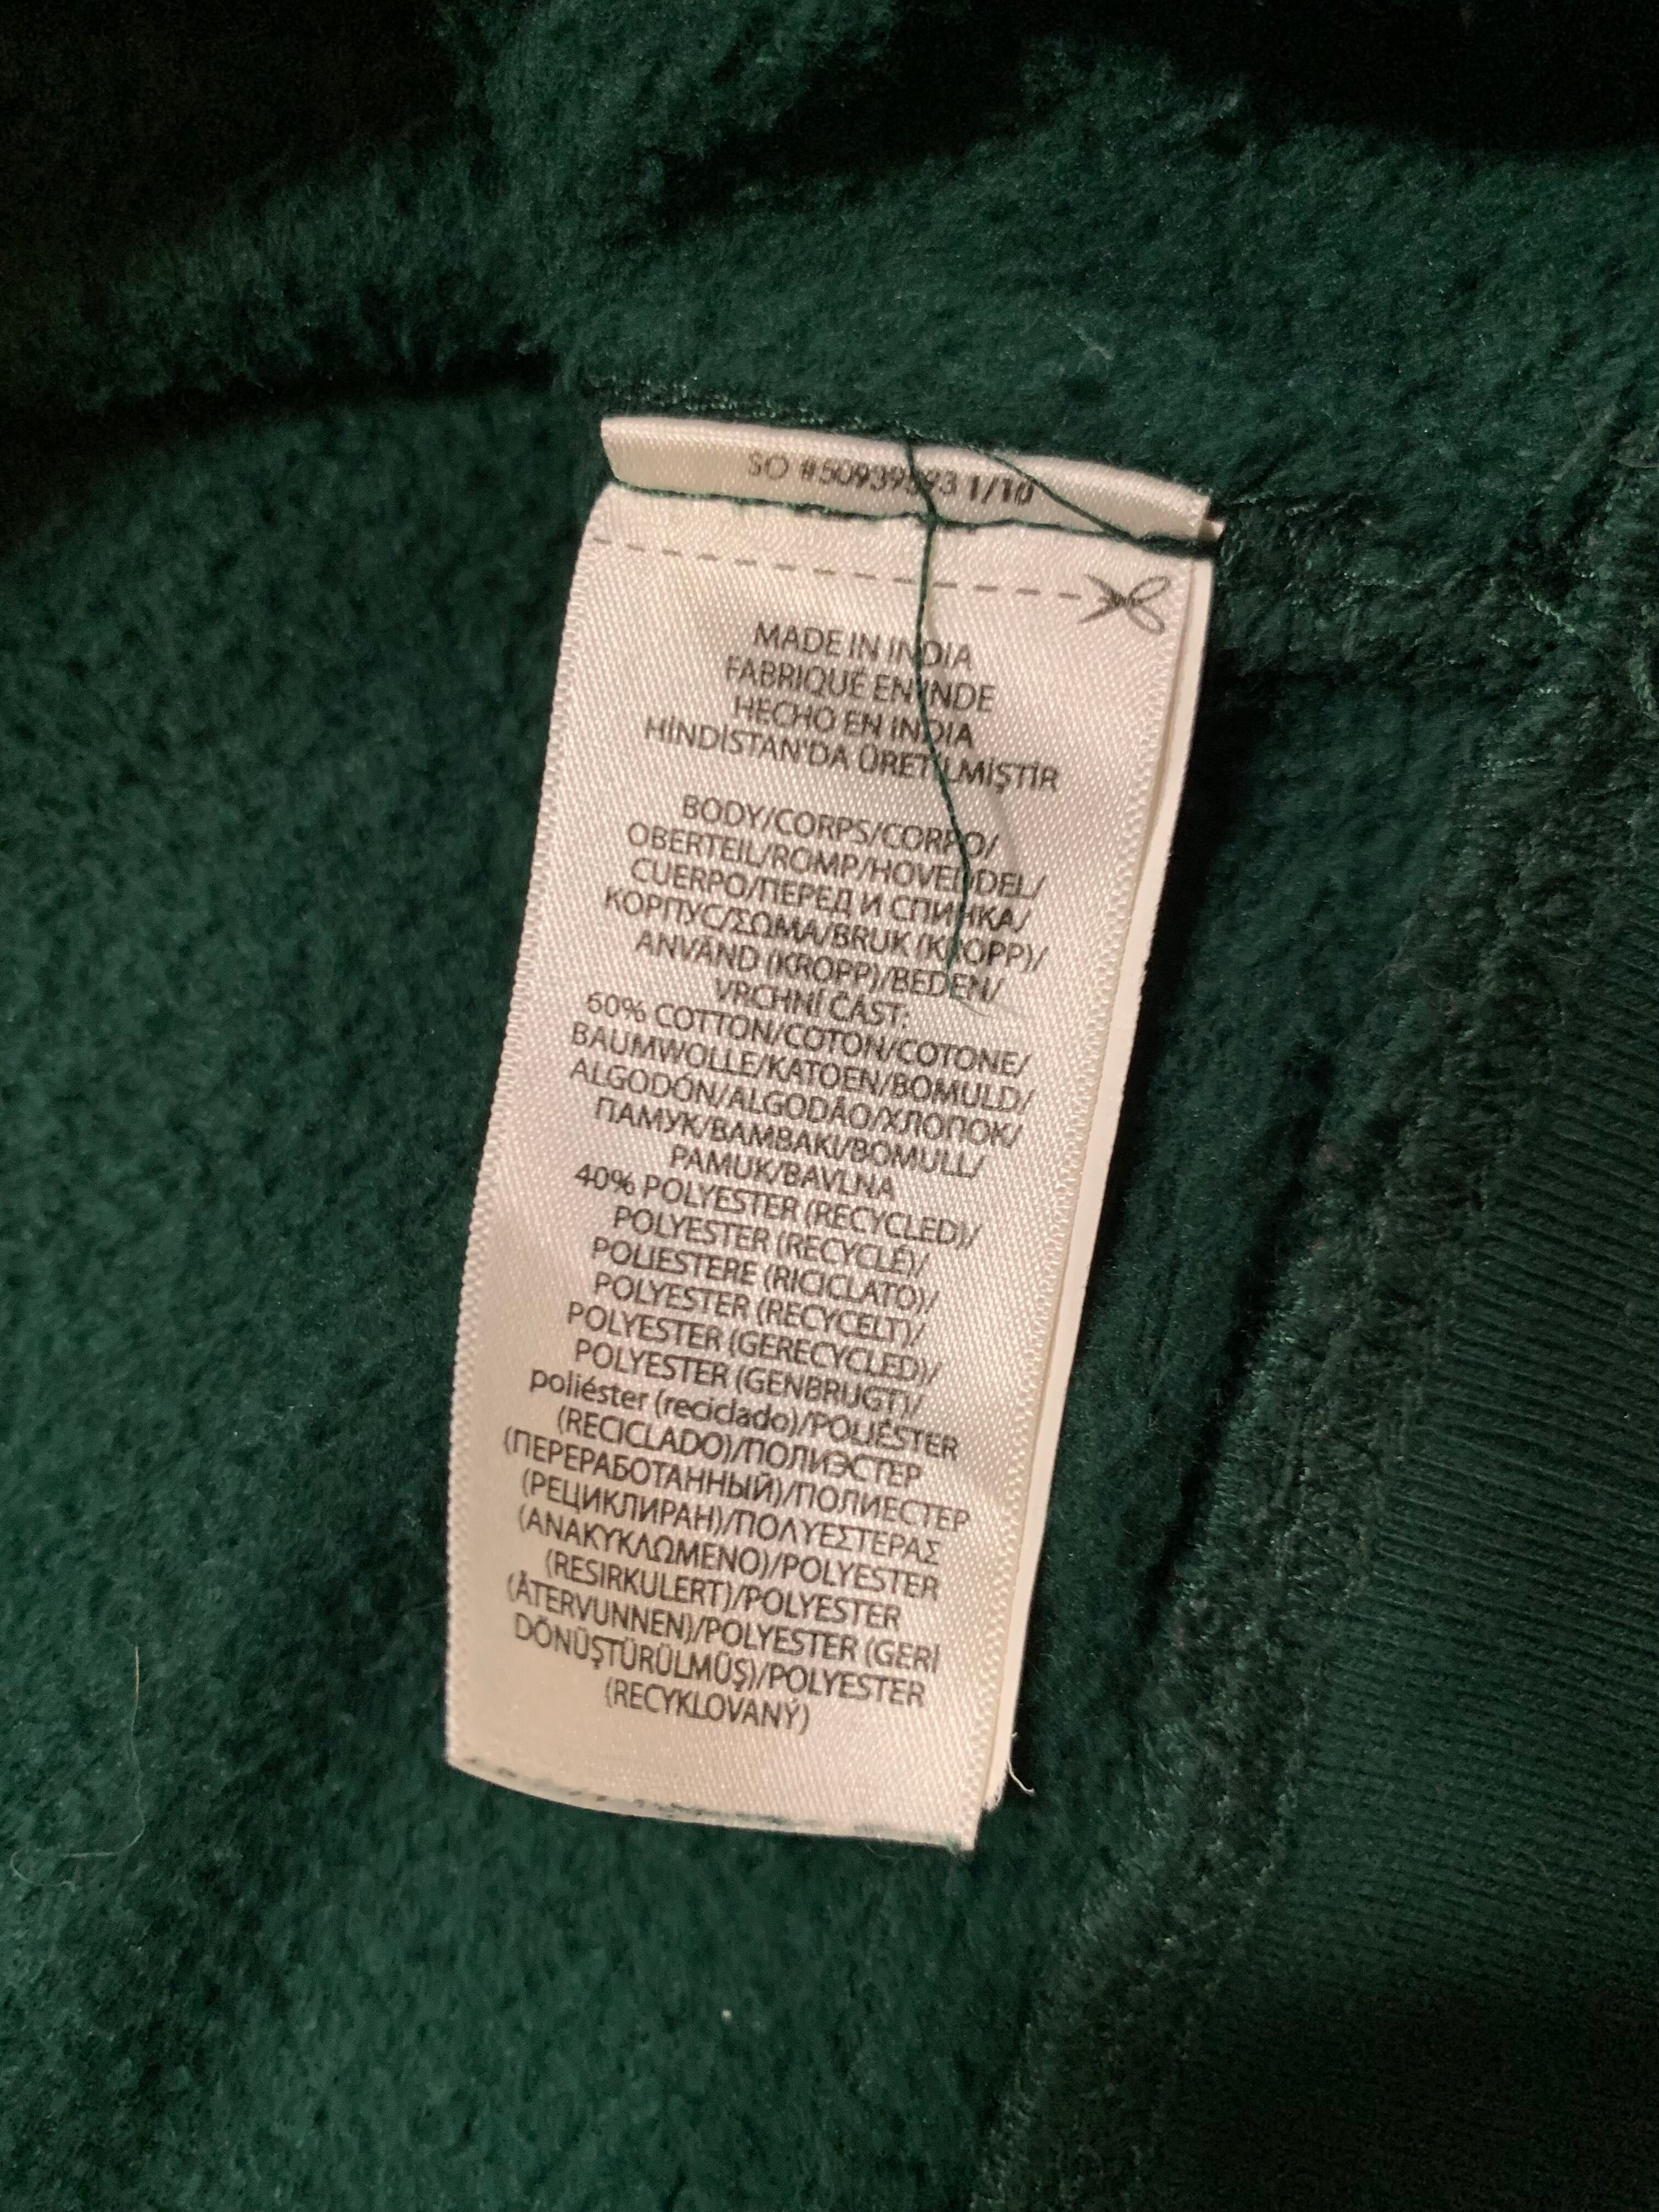 SO #50939593 1/10
MADE IN INDIA
FABRIQUÉ EN INDE
HECHO EN INDIA
HİNDİSTAN'DA ÜRETİLMİŞTİR
BODY/CORPS/CORPO/
OBERTEIL/ROMP/HOVEDDEL/
CUERPO/ПЕРЕД И СПИНКА/
КОРПУС/ΣΩΜΑ/BRUK (KROPP)/
ANVÄND (KROPP)/BEDEN/
VRCHNÍ ČÁST:
60% COTTON/COTON/COTONE/
BAUMWOLLE/KATOEN/BOMULD/
ALGODÓN/ALGODÃO/ХЛОПОК/
ПАМУК/ΒΑΜΒΑΚΙ/BOMULL/
PAMUK/BAVLNA
40% POLYESTER (RECYCLED)/
POLYESTER (RECYCLÉ)/
POLIESTERE (RICICLATO)/
POLYESTER (RECYCELT)/
POLYESTER (GERECYCLED)/
POLYESTER (GENBRUGT)/
poliéster (reciclado)/POLIÉSTER
(RECICLADO)/ПОЛИЭСТЕР
(ПЕРЕРАБОТАННЫЙ)/ПОЛИЕСТЕР
(РЕЦИКЛИРАН)/ΠΟΛΥΕΣΤΕΡΑΣ
(ΑΝΑΚΥΚΛΩΜΕΝΟ)/POLYESTER
(RESIRKULERT)/POLYESTER
(ÅTERVUNNEN)/POLYESTER (GERİ
DÖNÜŞTÜRÜLMÜŞ)/POLYESTER
(RECYKLOVANÝ)